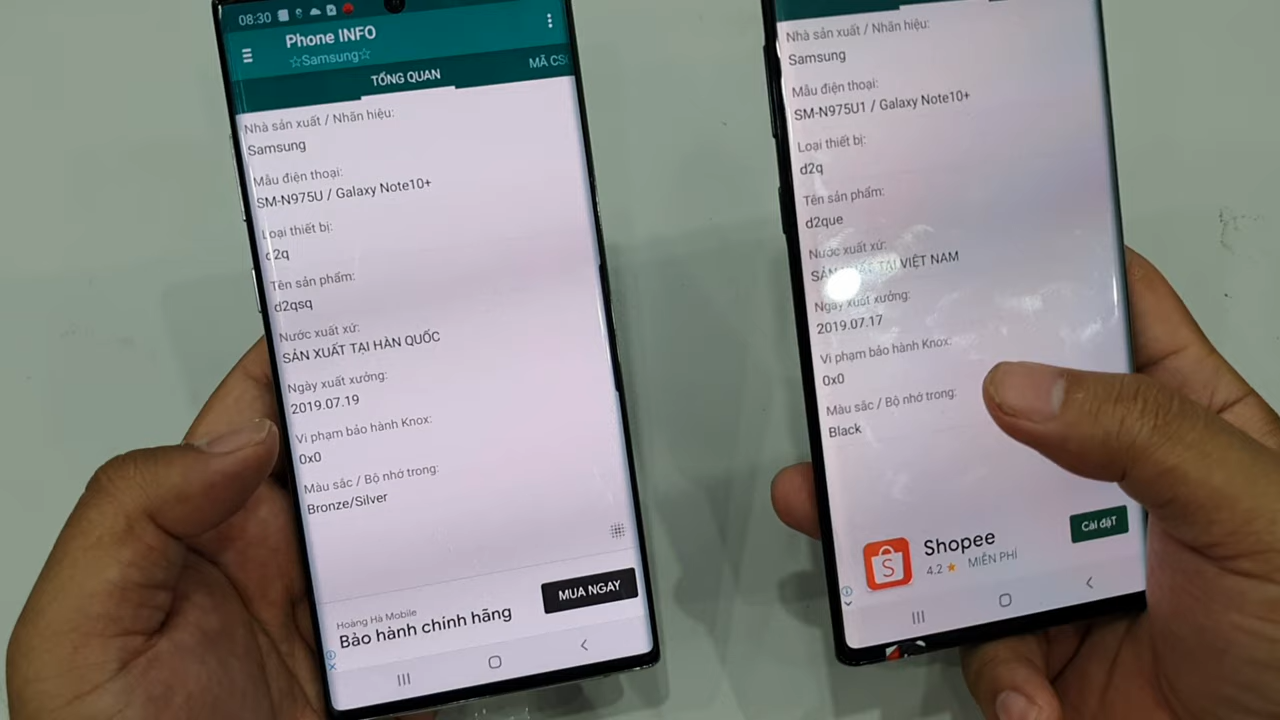 08:30
Phone INFO
☆Samsung☆
TỔNG QUAN
MÃ CSC
Nhà sản xuất / Nhãn hiệu:
Samsung
Mẫu điện thoại:
SM-N975U / Galaxy Note10+
Loại thiết bị:
d2q
Tên sản phẩm:
d2qsq
Nước xuất xứ:
SẢN XUẤT TẠI HÀN QUỐC
Ngày xuất xưởng:
2019.07.19
Vi phạm bảo hành Knox:
0x0
Màu sắc / Bộ nhớ trong:
Bronze/Silver
Hoàng Hà Mobile
Bảo hành chính hãng
MUA NGAY
Nhà sản xuất / Nhãn hiệu:
Samsung
Mẫu điện thoại:
SM-N975U1 / Galaxy Note10+
Loại thiết bị:
d2q
Tên sản phẩm:
d2que
Nước xuất xứ:
SẢN XUẤT TẠI VIỆT NAM
Ngày xuất xưởng:
2019.07.17
Vi phạm bảo hành Knox:
0x0
Màu sắc / Bộ nhớ trong:
Black
Shopee
4.2 ★ MIỄN PHÍ
Cài đặT